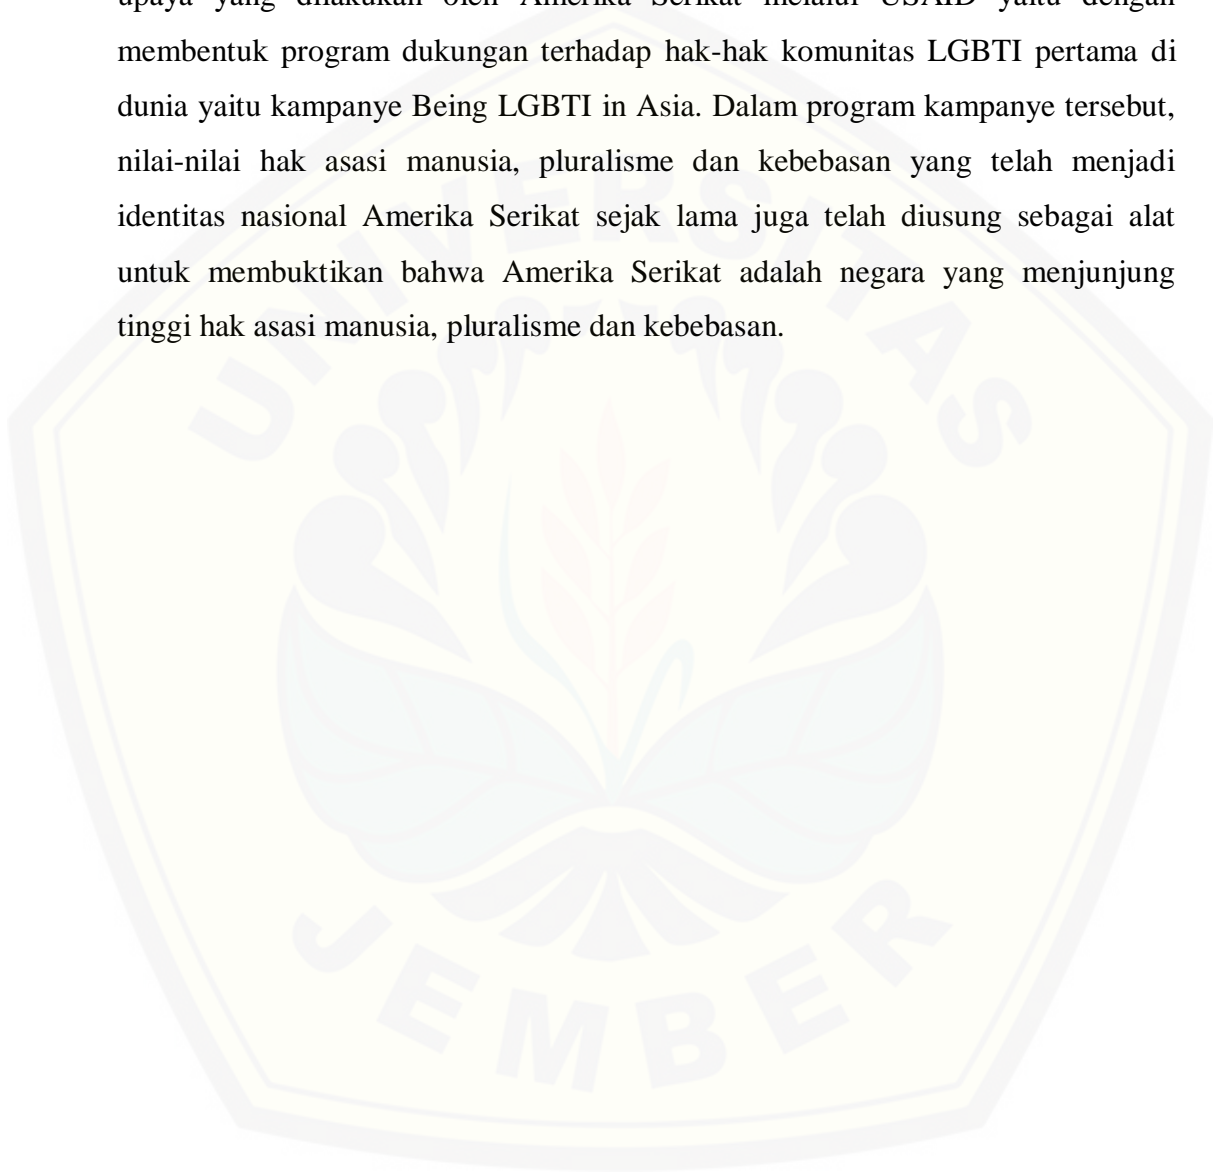 upaya yang dilakukan oleh Amerika Serikat melalui USAID yaitu dengan
membentuk program dukungan terhadap hak-hak komunitas LGBTI pertama di
dunia yaitu kampanye Being LGBTI in Asia. Dalam program kampanye tersebut,
nilai-nilai hak asasi manusia, pluralisme dan kebebasan yang telah menjadi
identitas nasional Amerika Serikat sejak lama juga telah diusung sebagai alat
untuk membuktikan bahwa Amerika Serikat adalah negara yang menjunjung
tinggi hak asasi manusia, pluralisme dan kebebasan.
UNIVERSITAS
JEMBER